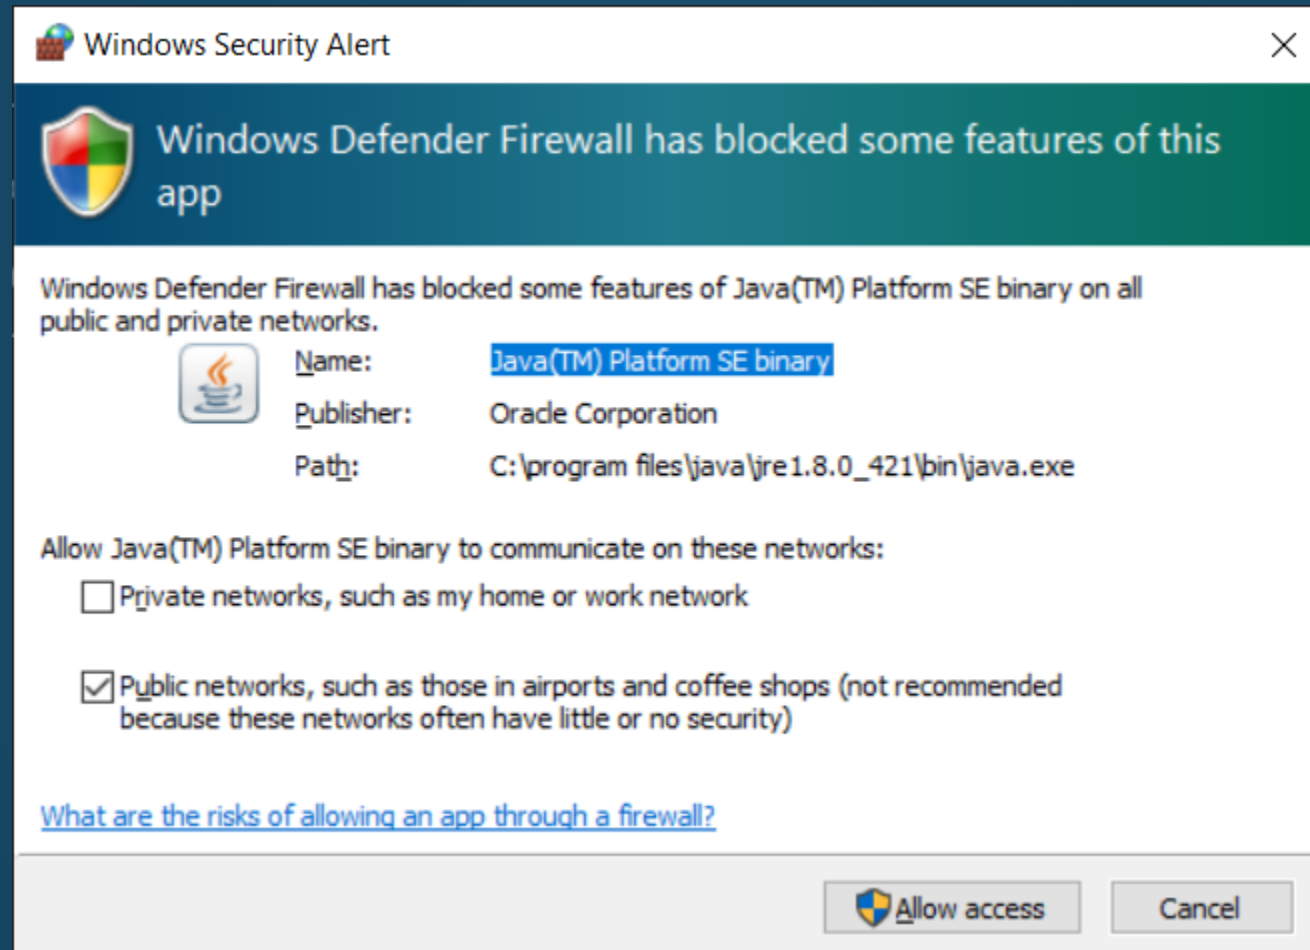 Windows Security Alert
Windows Defender Firewall has blocked some features of this
app
Windows Defender Firewall has blocked some features of Java(TM) Platform SE binary on all
public and private networks.
Name: Java(TM) Platform SE binary
Publisher: Oracle Corporation
Path: C:\program files\java\jre1.8.0_421\bin\java.exe
Allow Java(TM) Platform SE binary to communicate on these networks:
Private networks, such as my home or work network
Public networks, such as those in airports and coffee shops (not recommended
because these networks often have little or no security)
What are the risks of allowing an app through a firewall?
Allow access Cancel